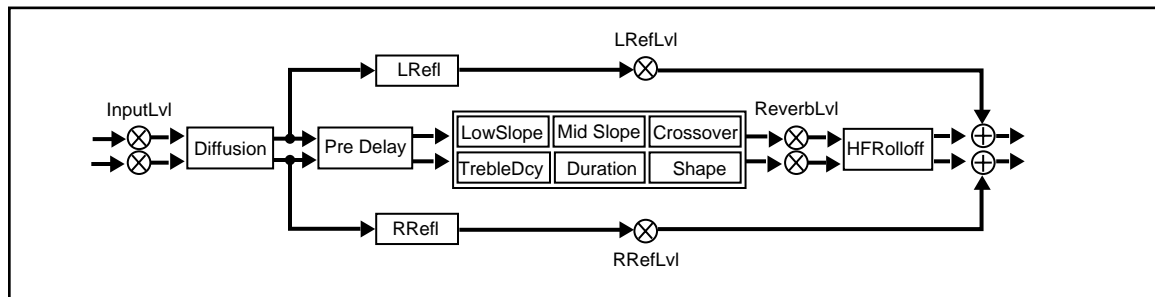 LRefLvl
LRefl
InputLvl
ReverbLvl
Diffusion
Pre Delay
LowSlope
Mid Slope
Crossover
TrebleDcy
Duration
Shape
HFRolloff
RRefl
RRefLvl